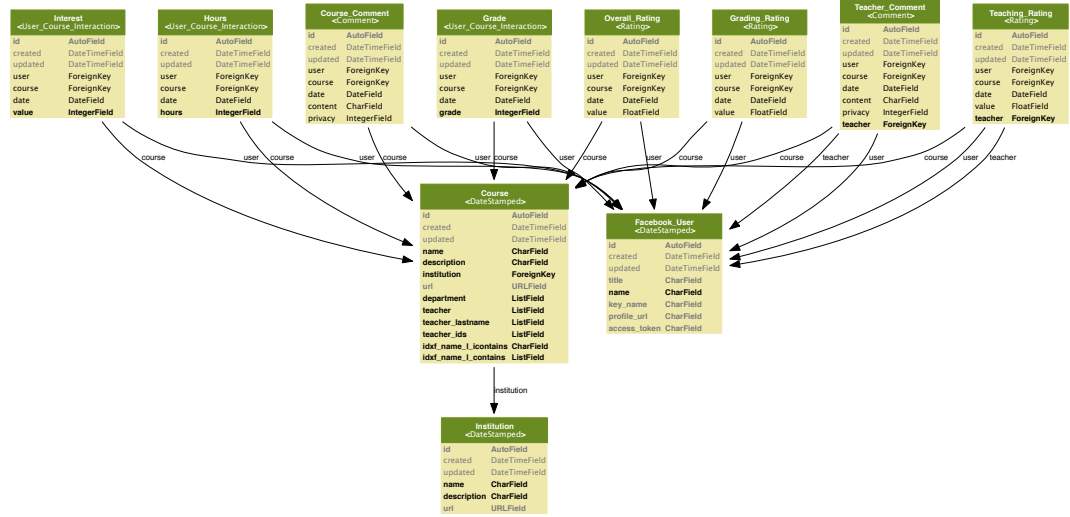 Interest
<User_Course_Interaction>
id AutoField
created DateTimeField
updated DateTimeField
user ForeignKey
course ForeignKey
date DateField
value IntegerField
Hours
<User_Course_Interaction>
id AutoField
created DateTimeField
updated DateTimeField
user ForeignKey
course ForeignKey
date DateField
hours IntegerField
Course_Comment
<Comment>
id AutoField
created DateTimeField
updated DateTimeField
user ForeignKey
course ForeignKey
date DateField
content CharField
privacy IntegerField
Grade
<User_Course_Interaction>
id AutoField
created DateTimeField
updated DateTimeField
user ForeignKey
course ForeignKey
date DateField
grade IntegerField
Overall_Rating
<Rating>
id AutoField
created DateTimeField
updated DateTimeField
user ForeignKey
course ForeignKey
date DateField
value FloatField
Grading_Rating
<Rating>
id AutoField
created DateTimeField
updated DateTimeField
user ForeignKey
course ForeignKey
date DateField
value FloatField
Teacher_Comment
<Comment>
id AutoField
created DateTimeField
updated DateTimeField
user ForeignKey
course ForeignKey
date DateField
content CharField
privacy IntegerField
teacher ForeignKey
Teaching_Rating
<Rating>
id AutoField
created DateTimeField
updated DateTimeField
user ForeignKey
course ForeignKey
date DateField
value FloatField
teacher ForeignKey
course
user
course
user
course
user
course
user
course
user
course
user
course
teacher
user
course
user
teacher
Course
<DateStamped>
id AutoField
created DateTimeField
updated DateTimeField
name CharField
description CharField
institution ForeignKey
url URLField
department ListField
teacher ListField
teacher_lastname ListField
teacher_ids ListField
idxf_name_l_icontains CharField
idxf_name_l_contains ListField
Facebook_User
<DateStamped>
id AutoField
created DateTimeField
updated DateTimeField
title CharField
name CharField
key_name CharField
profile_url CharField
access_token CharField
institution
Institution
<DateStamped>
id AutoField
created DateTimeField
updated DateTimeField
name CharField
description CharField
url URLField